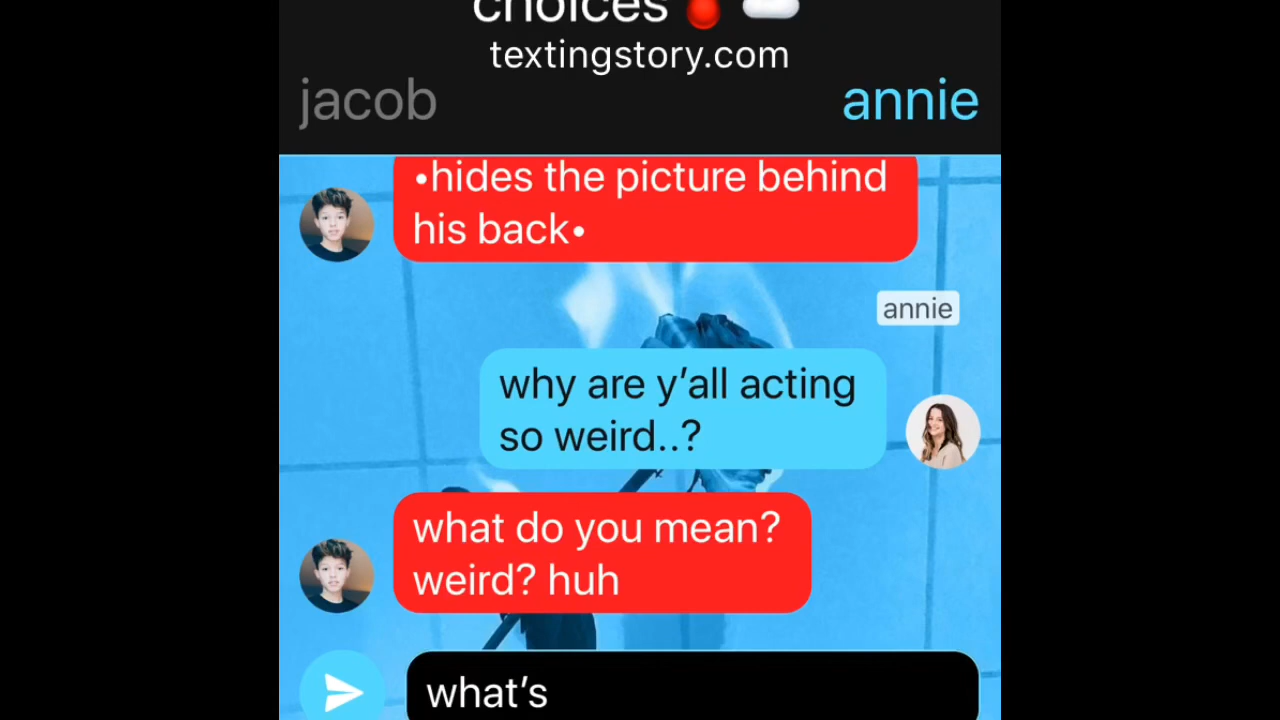 choices
textingstory.com
jacob
annie
•hides the picture behind
his back•
annie
why are y’all acting
so weird..?
what do you mean?
weird? huh
what’s